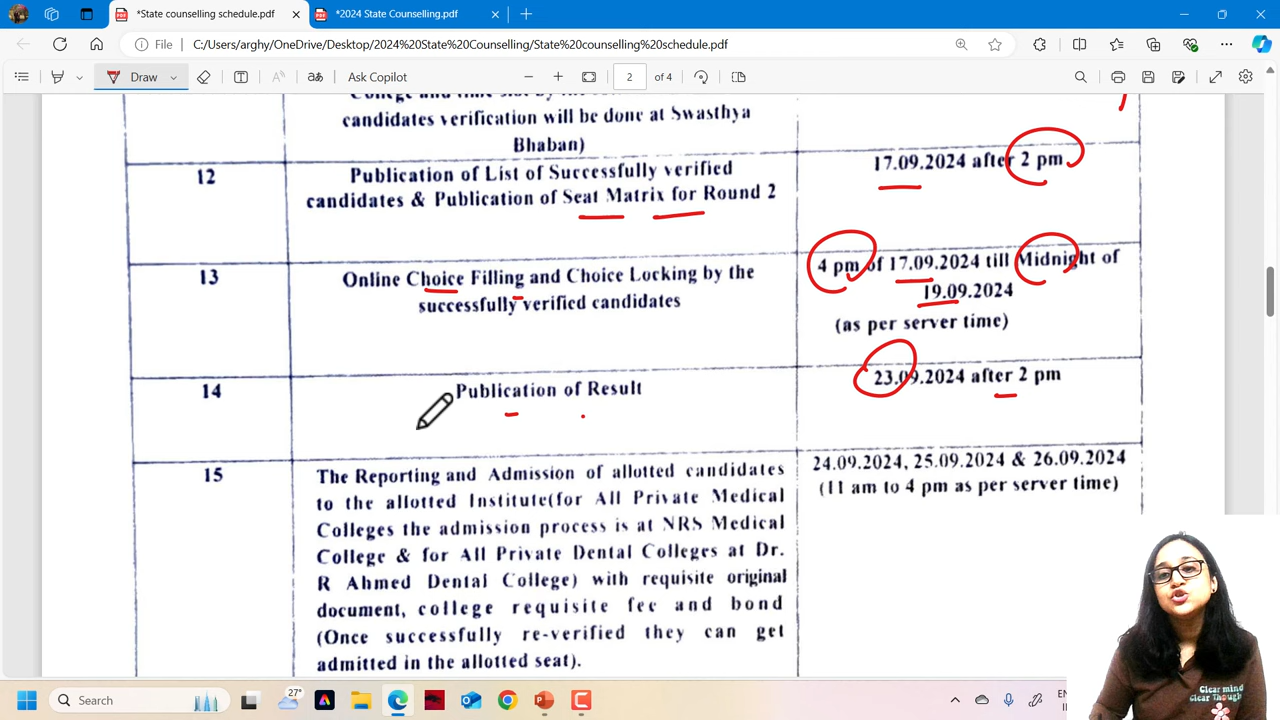 *State counselling schedule.pdf
*2024 State Counselling.pdf
File
C:/Users/arghy/OneDrive/Desktop/2024%20State%20Counselling/State%20counselling%20schedule.pdf
Draw
Ask Copilot
2 of 4
candidates verification will be done at Swasthya
Bhaban)
12
Publication of List of Successfully verified
candidates & Publication of Seat Matrix for Round 2
17.09.2024 after 2 pm
13
Online Choice Filling and Choice Locking by the
successfully verified candidates
4 pm of 17.09.2024 till Midnight of
19.09.2024
(as per server time)
14
Publication of Result
23.09.2024 after 2 pm
15
The Reporting and Admission of allotted candidates
to the allotted Institute(for All Private Medical
Colleges the admission process is at NRS Medical
College & for All Private Dental Colleges at Dr.
R Ahmed Dental College) with requisite original
document, college requisite fee and bond
(Once successfully re-verified they can get
admitted in the allotted seat).
24.09.2024, 25.09.2024 & 26.09.2024
(11 am to 4 pm as per server time)
Clear mind
Clear Thought
Search
27°